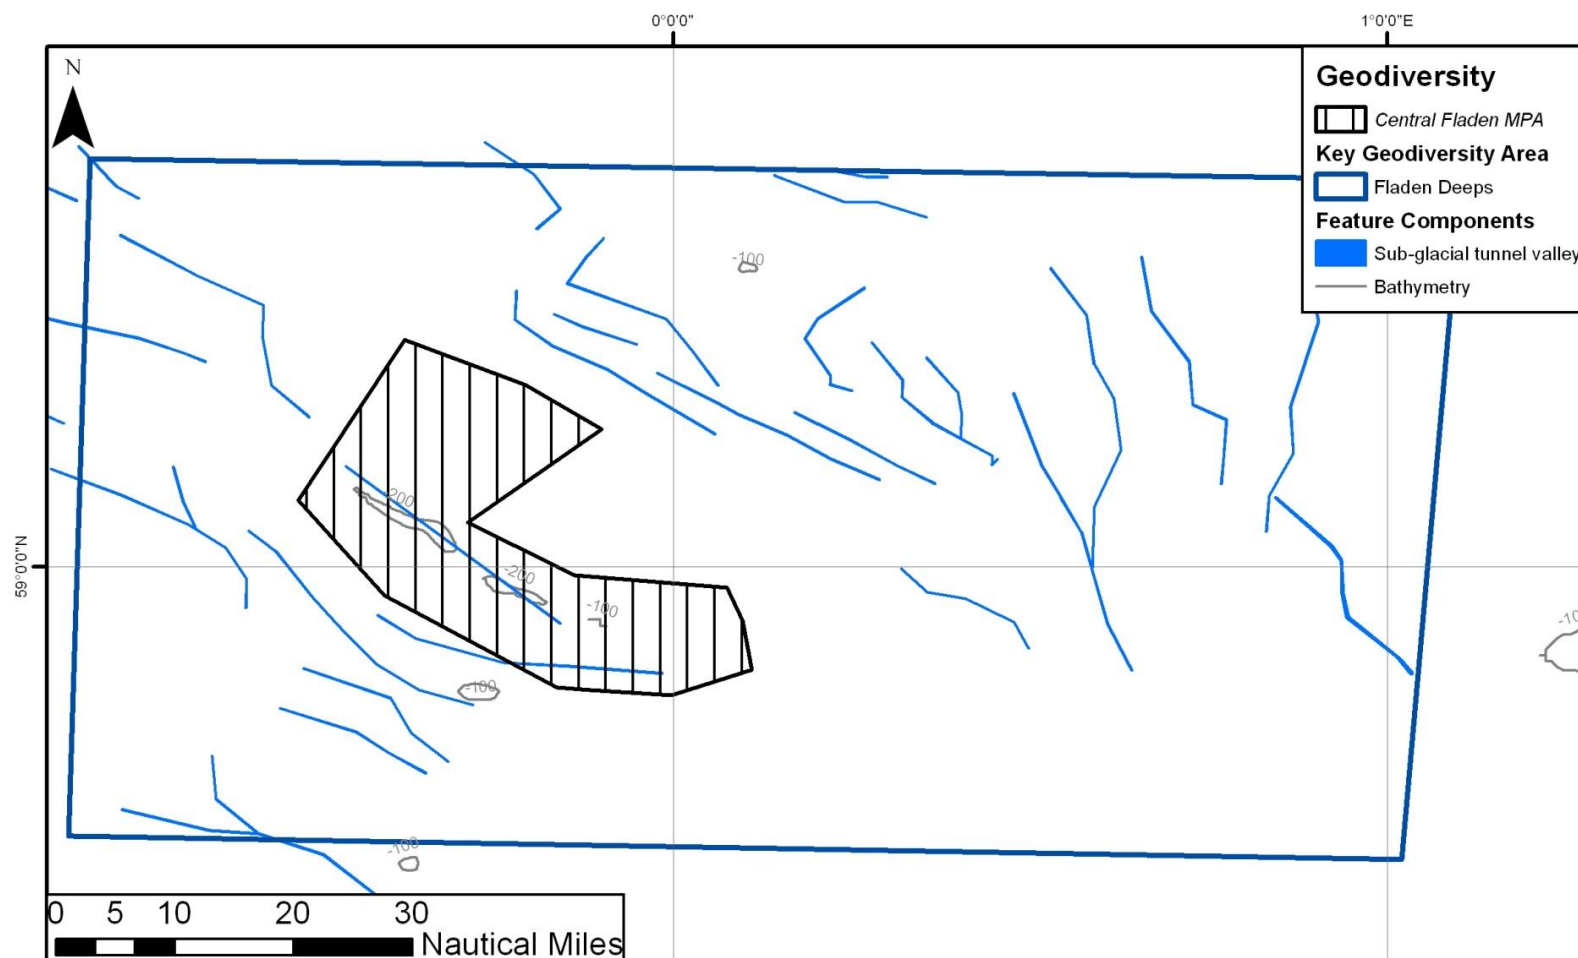 0°0'0"
1°0'0"E
N
Geodiversity
Central Fladen MPA
Key Geodiversity Area
Fladen Deeps
Feature Components
Sub-glacial tunnel valley
Bathymetry
-100
-200
59°0'0"N
-200
-100
-10
-100
-100
0 5 10 20 30
Nautical Miles